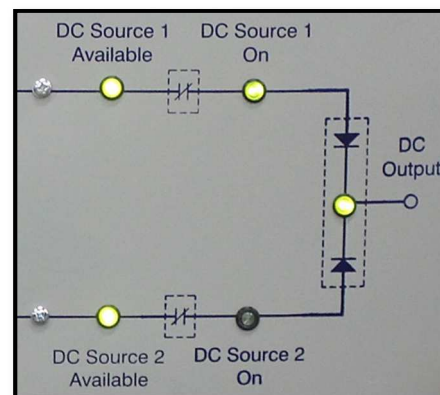 DC Source 1
Available
DC Source 1
On
DC
Output
DC Source 2
Available
DC Source 2
On